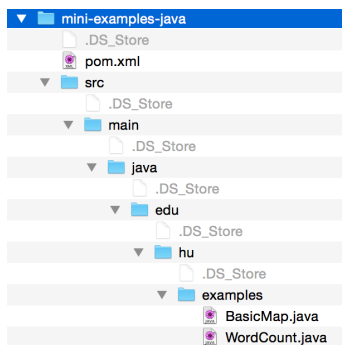 mini-examples-java
.DS_Store
pom.xml
src
.DS_Store
main
.DS_Store
java
.DS_Store
edu
.DS_Store
hu
.DS_Store
examples
BasicMap.java
WordCount.java